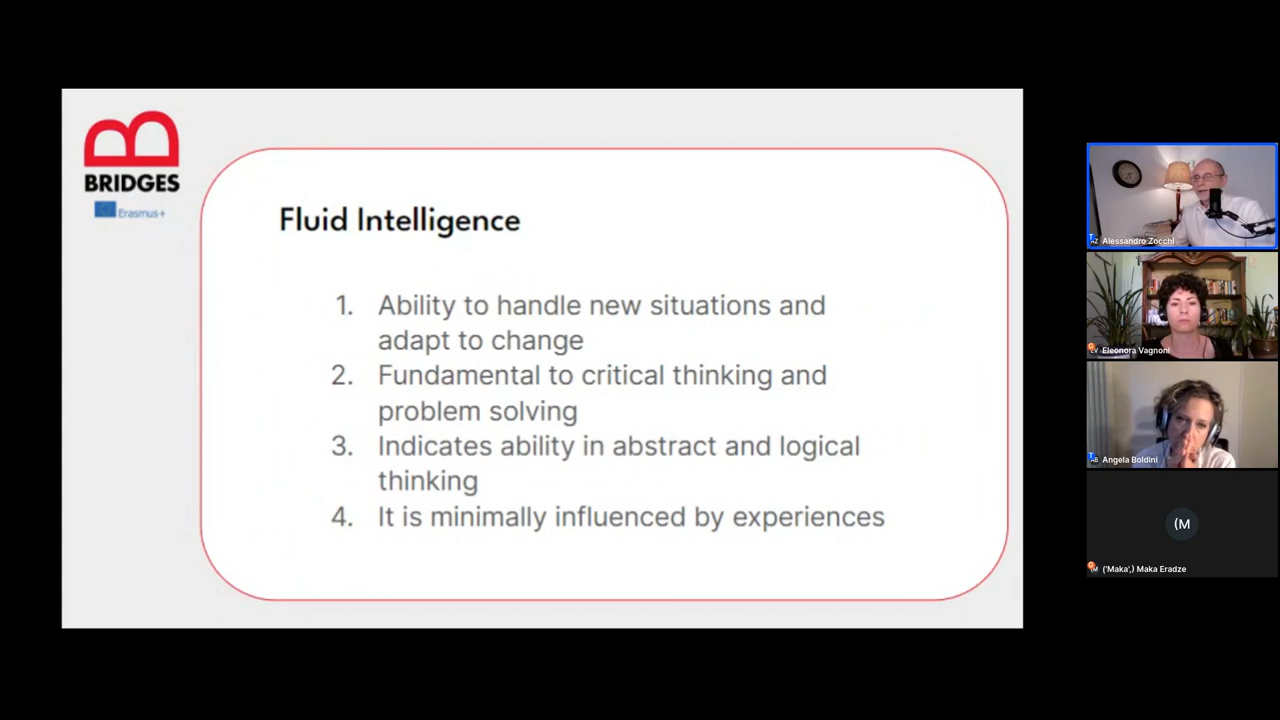 BRIDGES
Erasmus+
Fluid Intelligence
1. Ability to handle new situations and
adapt to change
2. Fundamental to critical thinking and
problem solving
3. Indicates ability in abstract and logical
thinking
4. It is minimally influenced by experiences
Alessandro Zocchi
Eleonora Vagnoni
Angela Boldini
(M
('Maka',) Maka Eradze